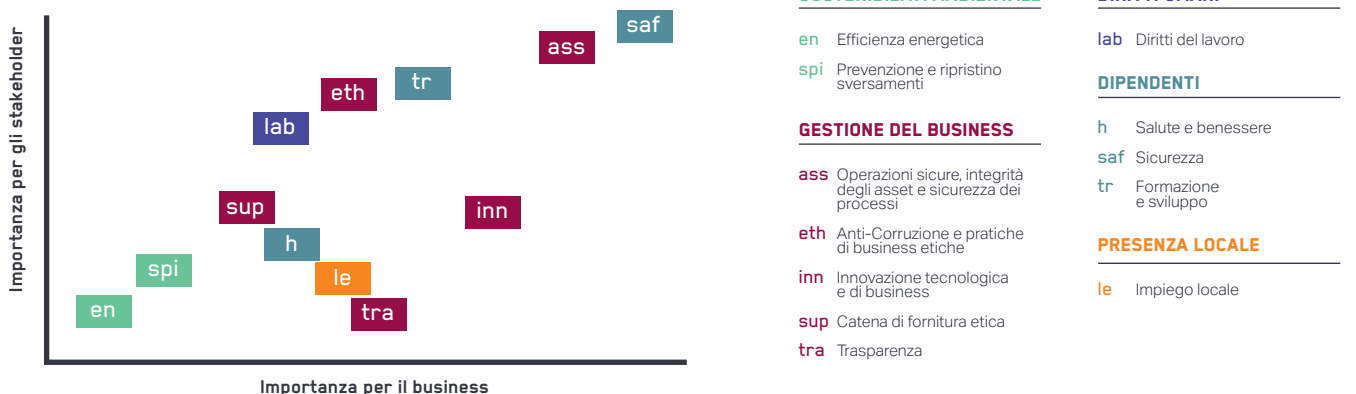 Importanza per gli stakeholder
saf
ass
tr
eth
lab
sup
inn
h
spi
le
en
tra
Importanza per il business
en Efficienza energetica
spi Prevenzione e ripristino
sversamenti
GESTIONE DEL BUSINESS
ass Operazioni sicure, integrità
degli asset e sicurezza dei
processi
eth Anti-Corruzione e pratiche
di business etiche
inn Innovazione tecnologica
e di business
sup Catena di fornitura etica
tra Trasparenza
lab Diritti del lavoro
DIPENDENTI
h Salute e benessere
saf Sicurezza
tr Formazione
e sviluppo
PRESENZA LOCALE
le Impiego locale